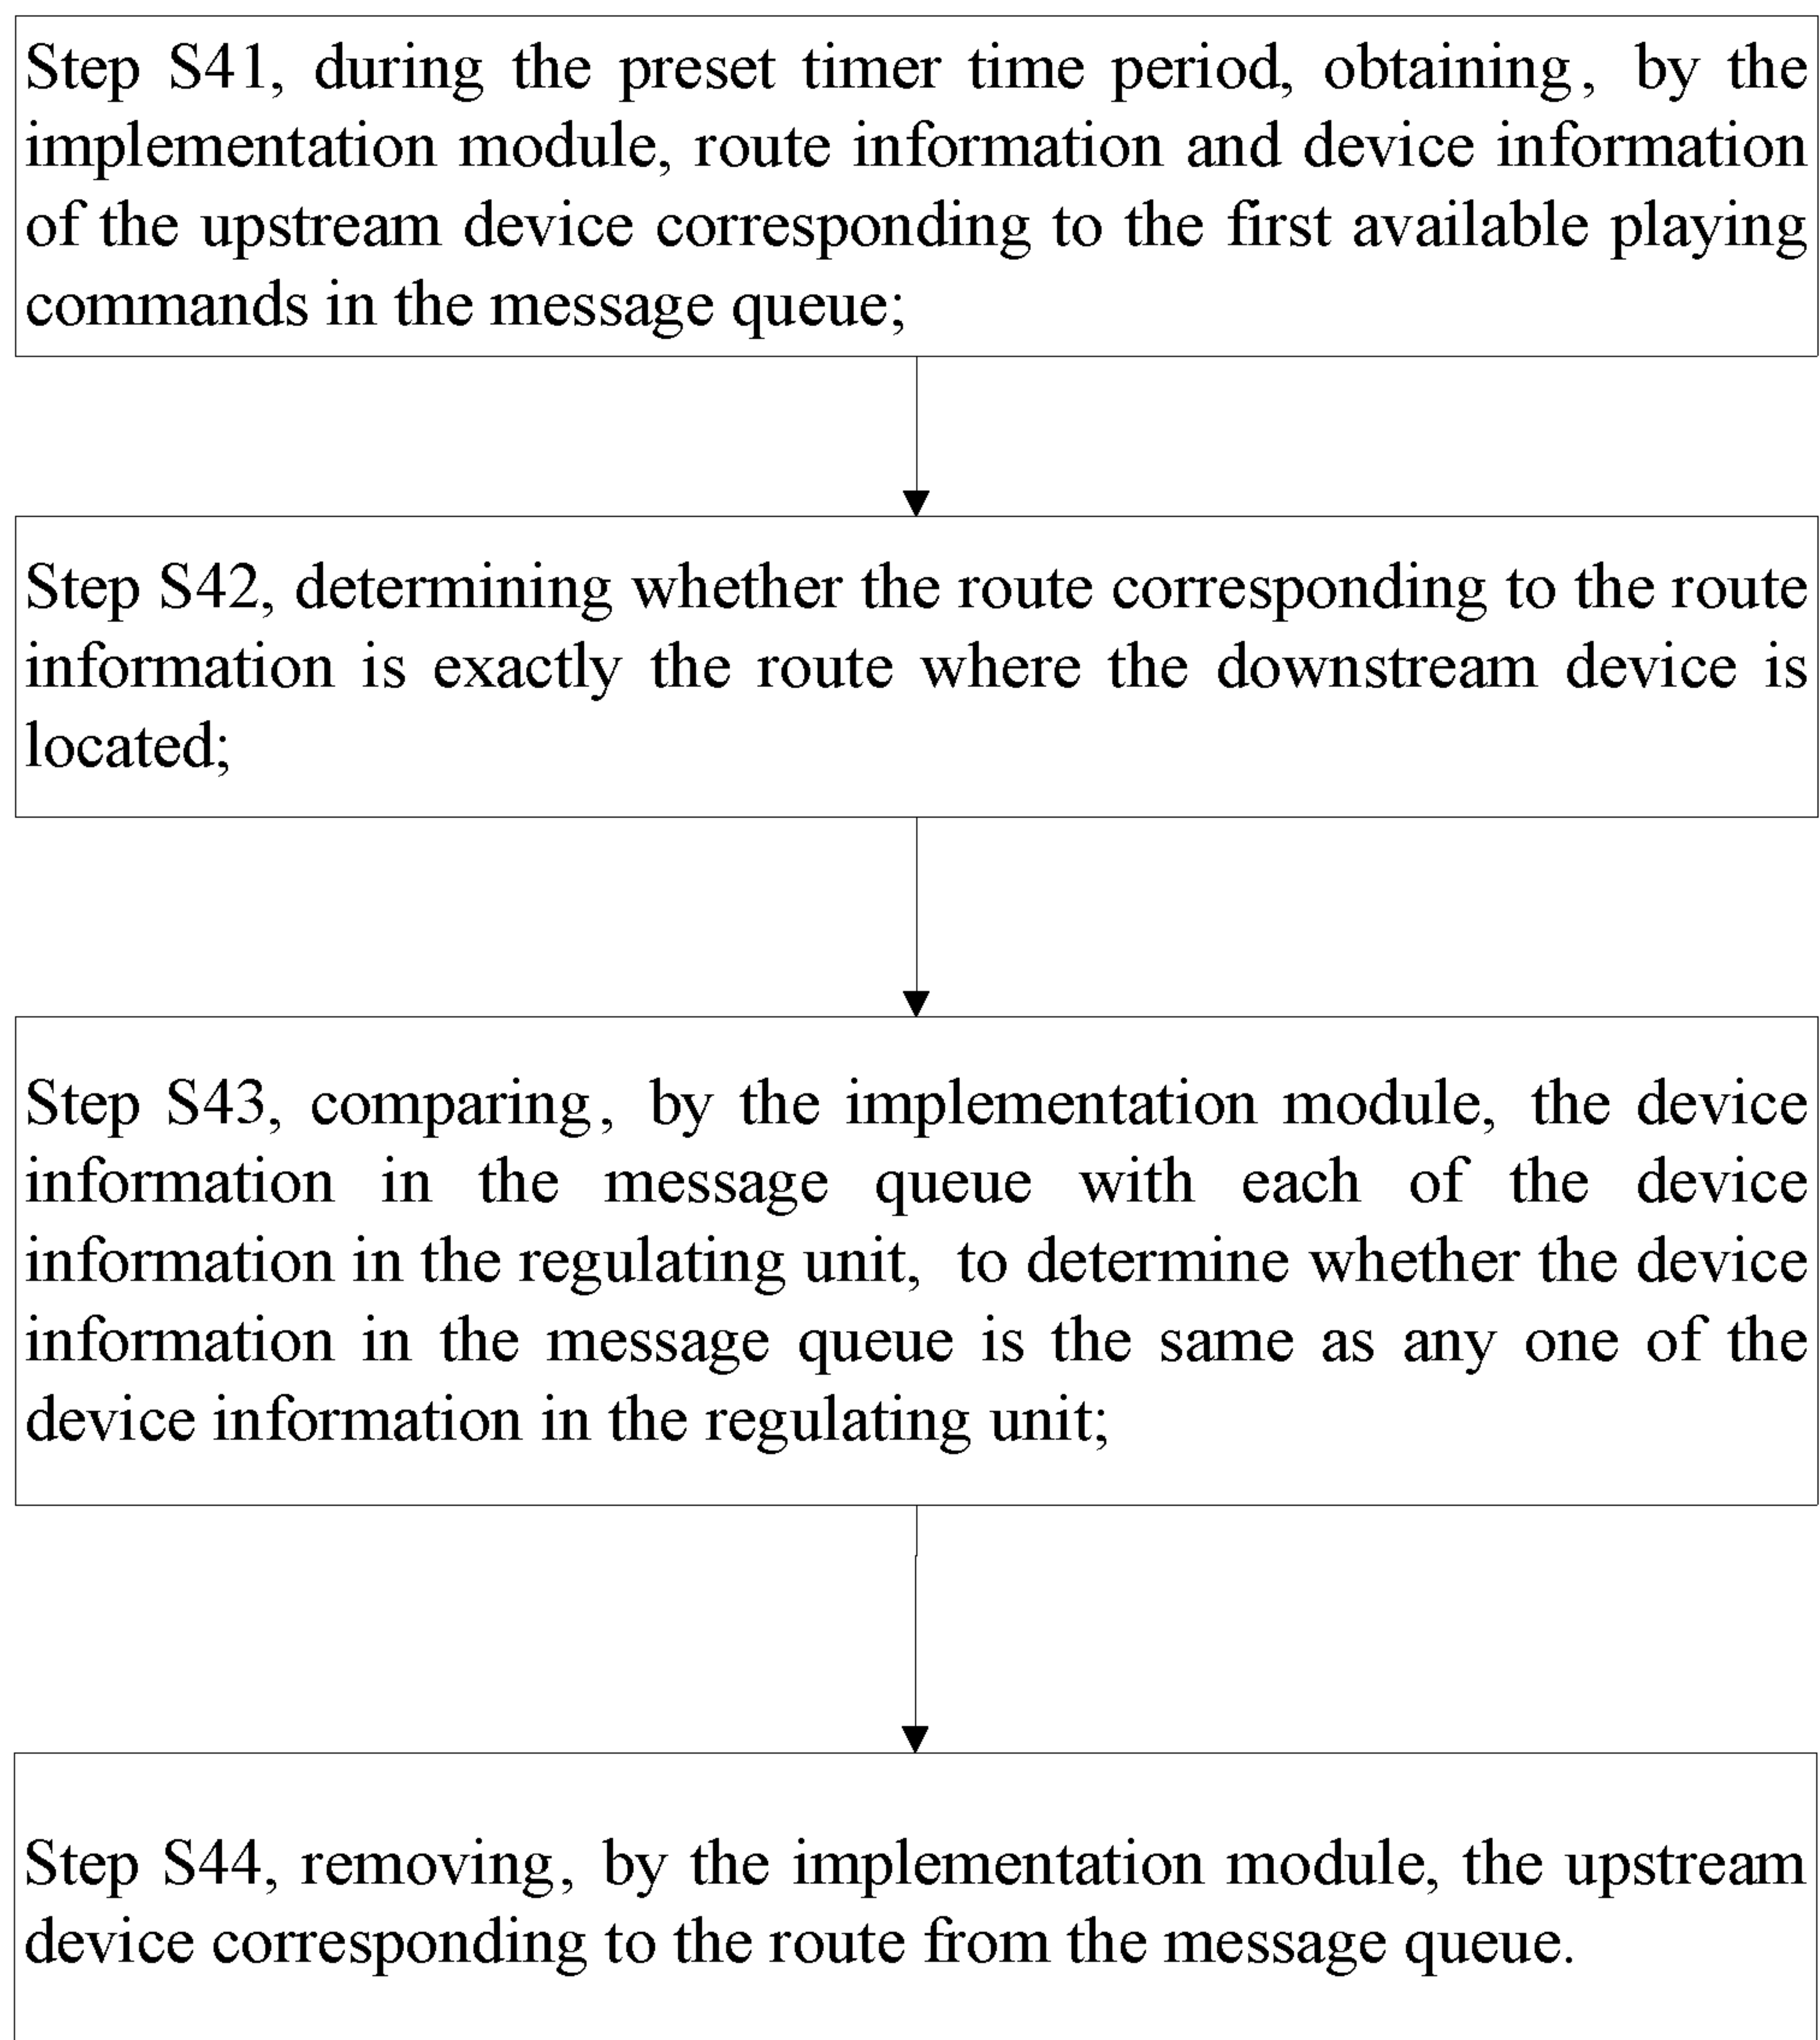 Step S41, during the preset timer time period, obtaining, by the
implementation module, route information and device information
of the upstream device corresponding to the first available playing
commands in the message queue;
Step S42, determining whether the route corresponding to the route
information is exactly the route where the downstream device is
located;
Step S43, comparing, by the implementation module, the device
information in the message queue with each of the device
information in the regulating unit, to determine whether the device
information in the message queue is the same as any one of the
device information in the regulating unit;
Step S44, removing, by the implementation module, the upstream
device corresponding to the route from the message queue.